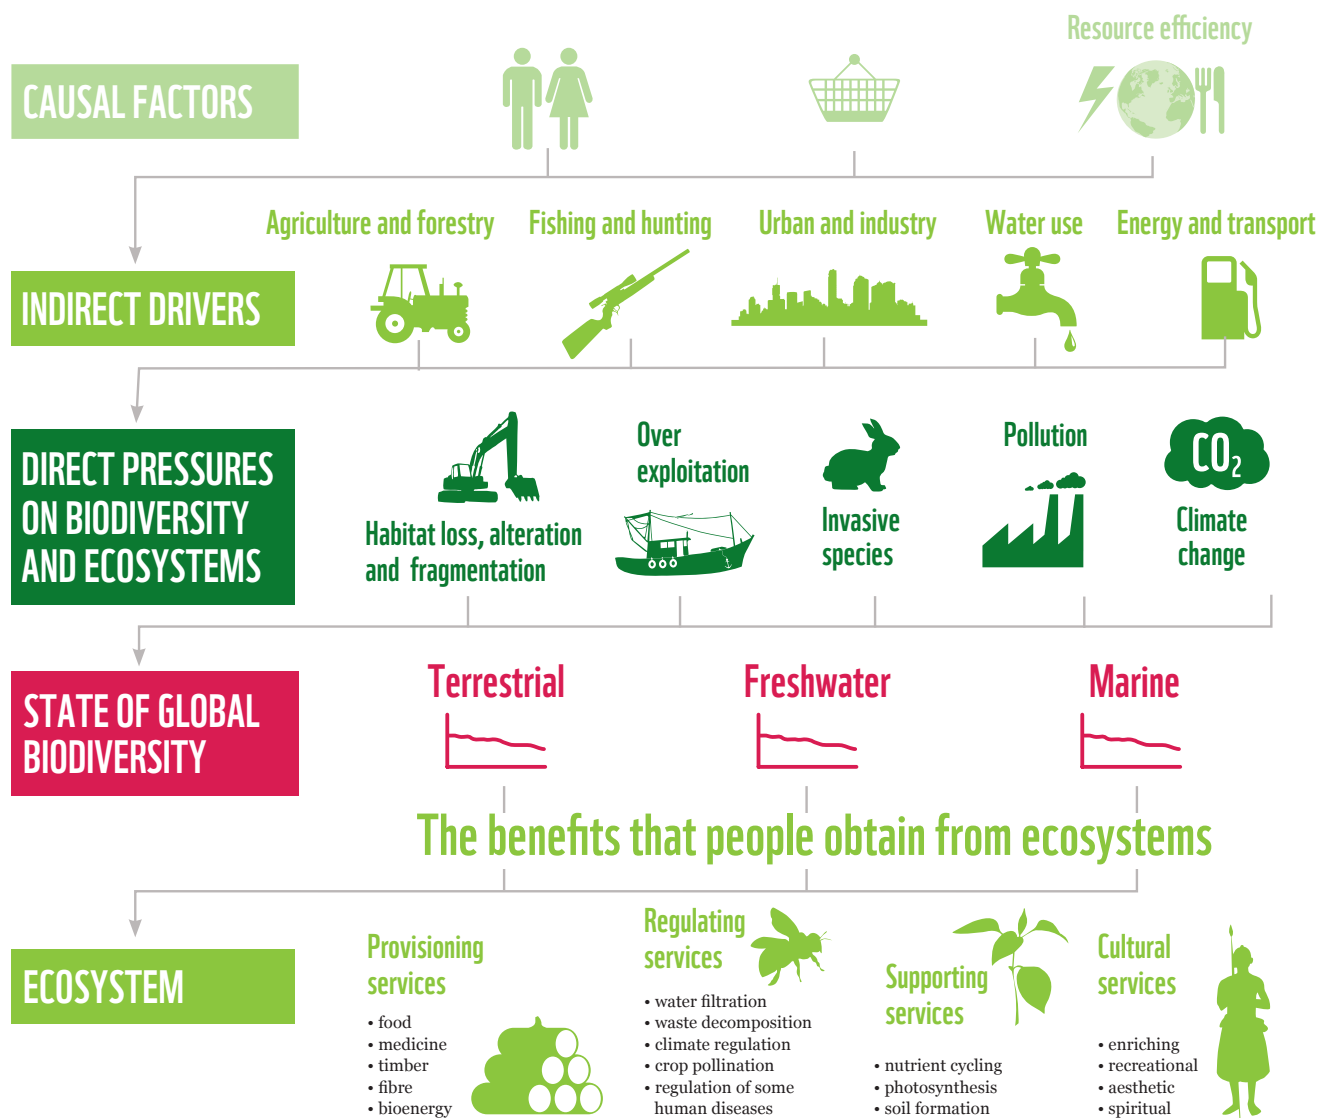 Resource efficiency
CAUSAL FACTORS
Agriculture and forestry
Fishing and hunting
Urban and industry
Water use
Energy and transport
INDIRECT DRIVERS
DIRECT PRESSURES
ON BIODIVERSITY
AND ECOSYSTEMS
Habitat loss, alteration
and fragmentation
Over
exploitation
Invasive
species
Pollution
CO2
Climate
change
STATE OF GLOBAL
BIODIVERSITY
Terrestrial
Freshwater
Marine
The benefits that people obtain from ecosystems
ECOSYSTEM
Provisioning
services
• food
• medicine
• timber
• fibre
• bioenergy
Regulating
services
• water filtration
• waste decomposition
• climate regulation
• crop pollination
• regulation of some
human diseases
Supporting
services
• nutrient cycling
• photosynthesis
• soil formation
Cultural
services
• enriching
• recreational
• aesthetic
• spiritual